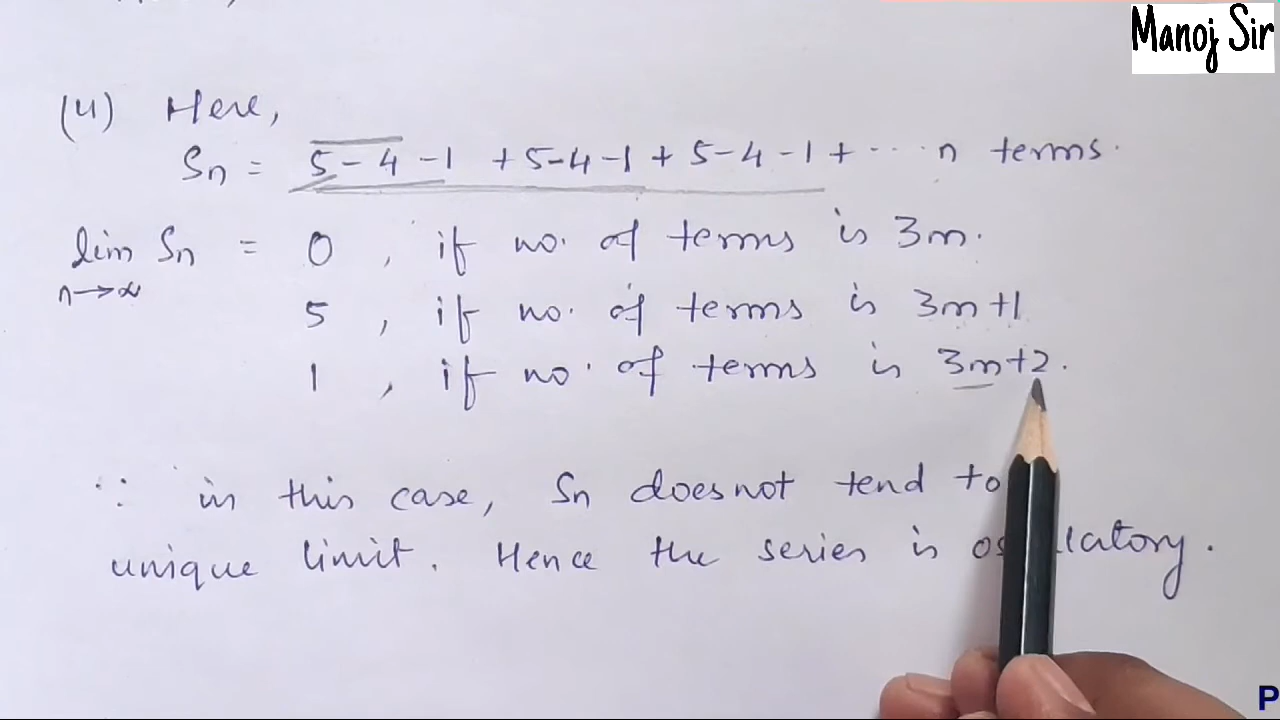 Manoj Sir
(4) Here,
Sn = 5-4-1 +5-4-1 + 5-4-1 + ... n terms.
lim Sn = 0, if no. of terms is 3m.
n→∞
5, if no. of terms is 3m+1
1, if no. of terms is 3m+2.
∵ in this case, Sn does not tend to
unique limit. Hence the series is
P